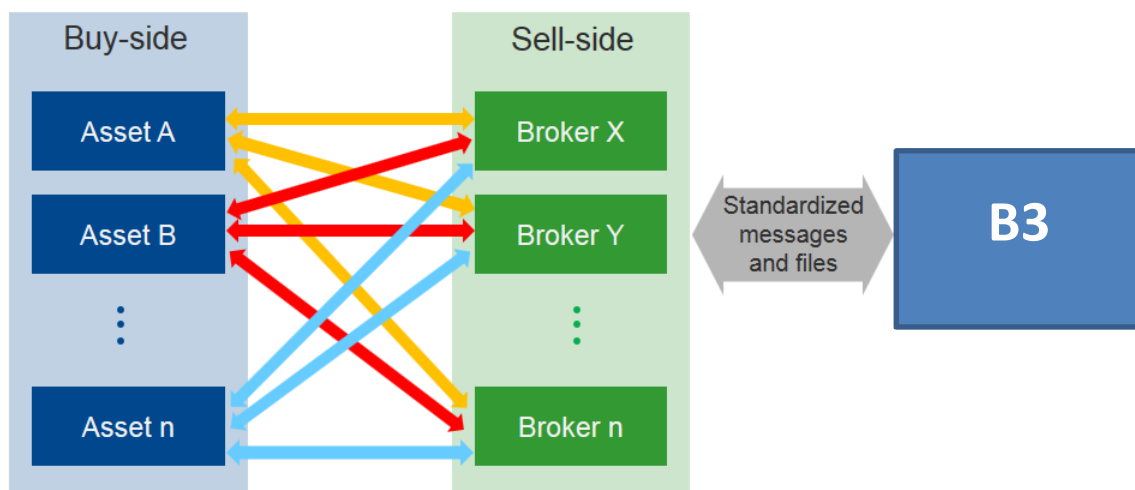 Buy-side
Sell-side
Asset A
Broker X
Asset B
Broker Y
Asset n
Broker n
Standardized
messages
and files
B3